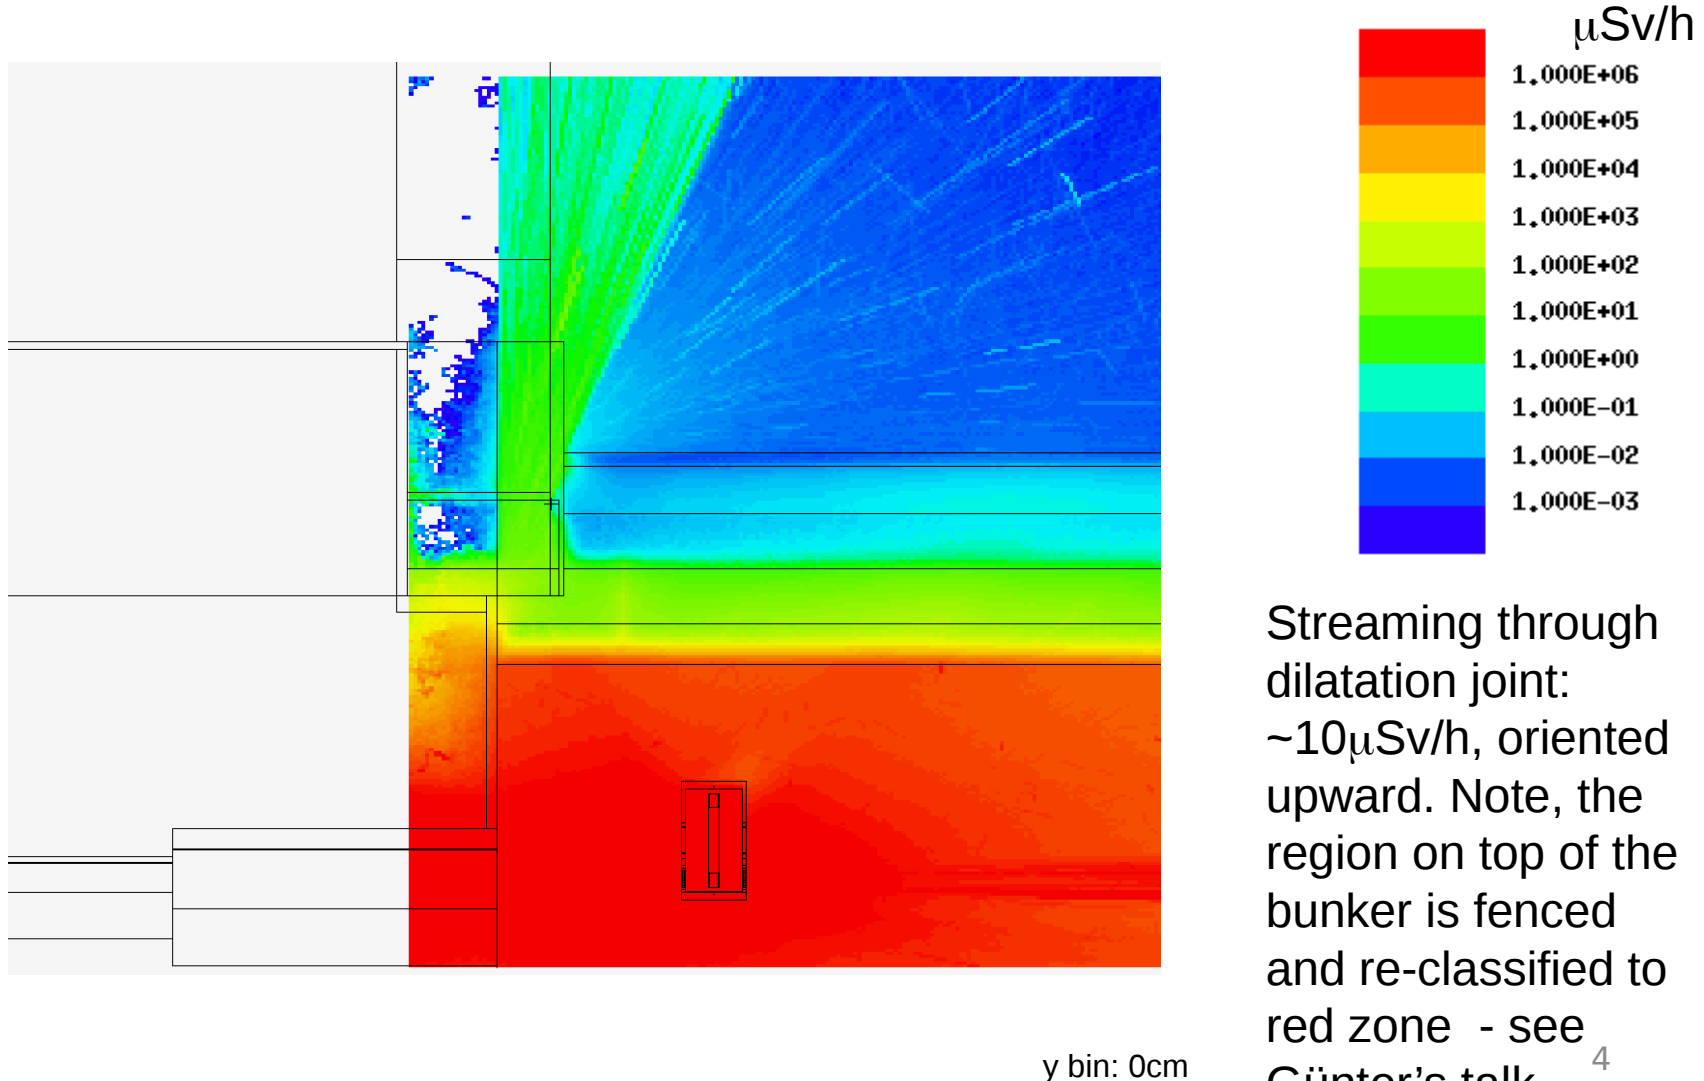 μSv/h
1.000E+06
1.000E+05
1.000E+04
1.000E+03
1.000E+02
1.000E+01
1.000E+00
1.000E-01
1.000E-02
1.000E-03
Streaming through
dilatation joint:
~10μSv/h, oriented
upward. Note, the
region on top of the
bunker is fenced
and re-classified to
red zone - see
Günter's talk
y bin: 0cm
4